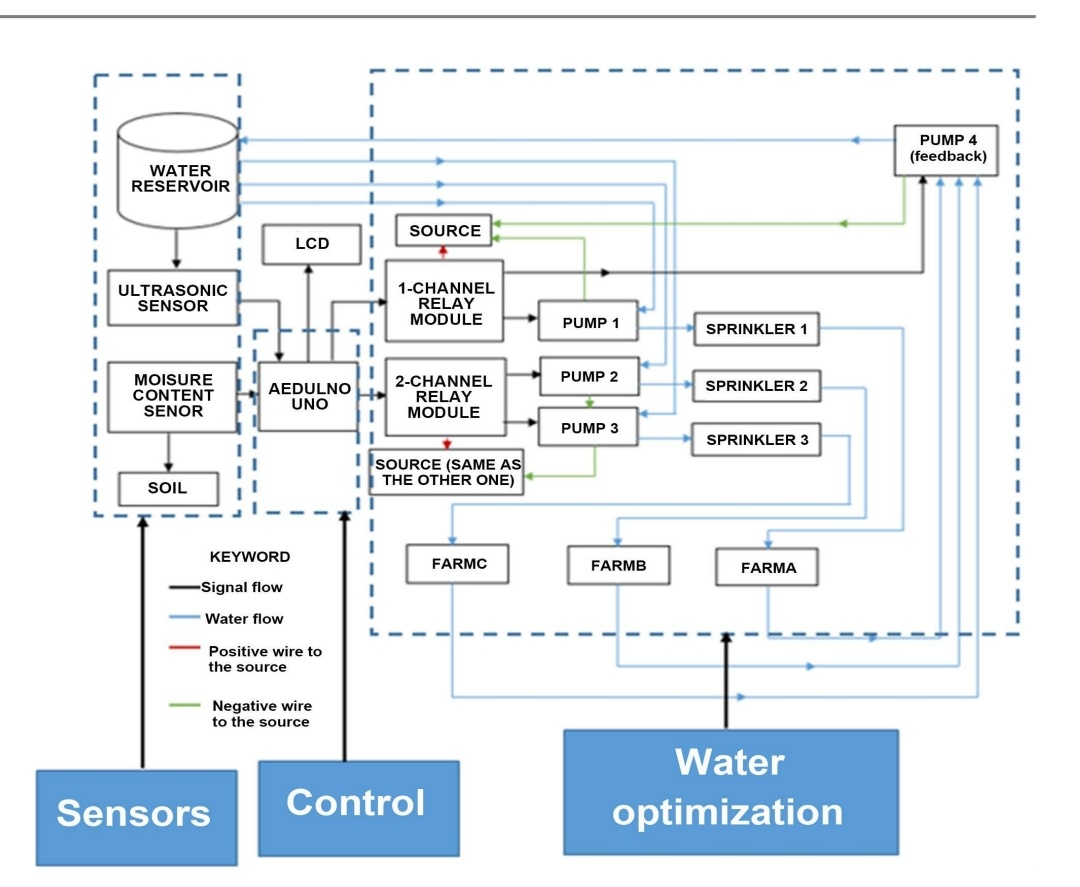 WATER
RESERVOIR
PUMP 4
(feedback)
LCD
SOURCE
ULTRASONIC
SENSOR
1-CHANNEL
RELAY
MODULE
PUMP 1
SPRINKLER 1
MOISURE
CONTENT
SENOR
AEDULNO
UNO
2-CHANNEL
RELAY
MODULE
PUMP 2
SPRINKLER 2
PUMP 3
SPRINKLER 3
SOIL
SOURCE (SAME AS
THE OTHER ONE)
FARMC
FARMB
FARMA
KEYWORD
Signal flow
Water flow
Positive wire to
the source
Negative wire
to the source
Sensors
Control
Water
optimization